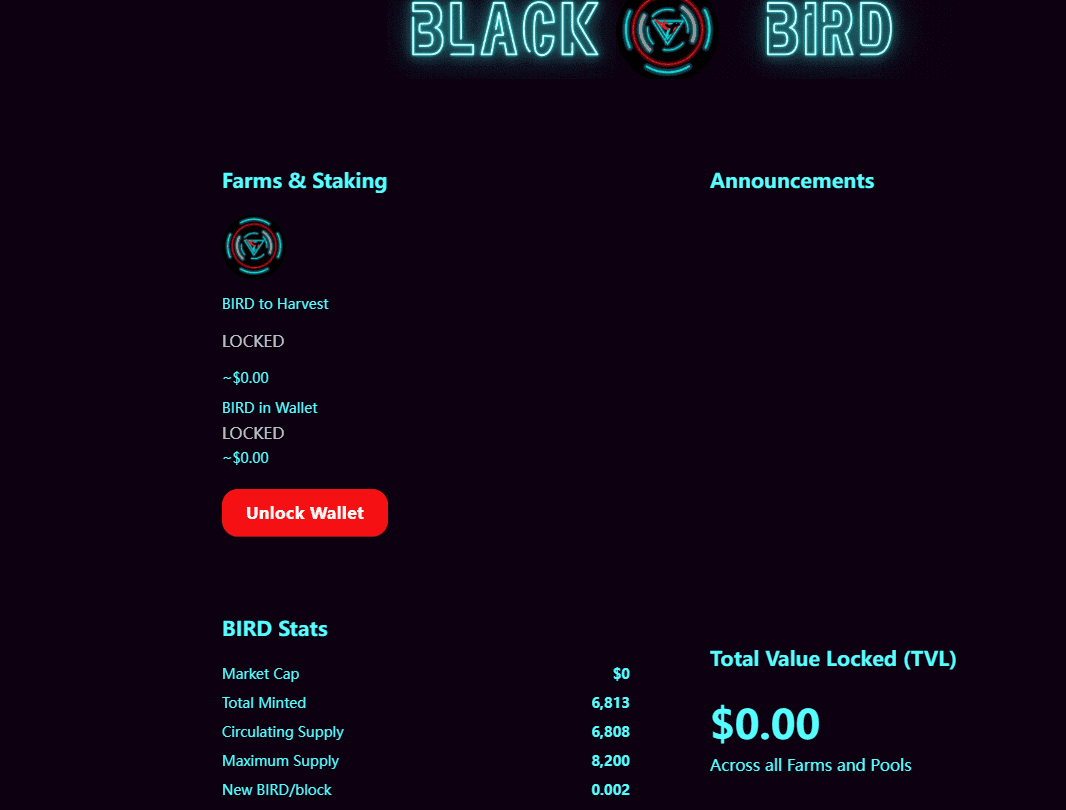 BLACK BIRD
Farms & Staking
BIRD to Harvest
LOCKED
~$0.00
BIRD in Wallet
LOCKED
~$0.00
Unlock Wallet
Announcements
BIRD Stats
Market Cap $0
Total Minted 6,813
Circulating Supply 6,808
Maximum Supply 8,200
New BIRD/block 0.002
Total Value Locked (TVL)
$0.00
Across all Farms and Pools